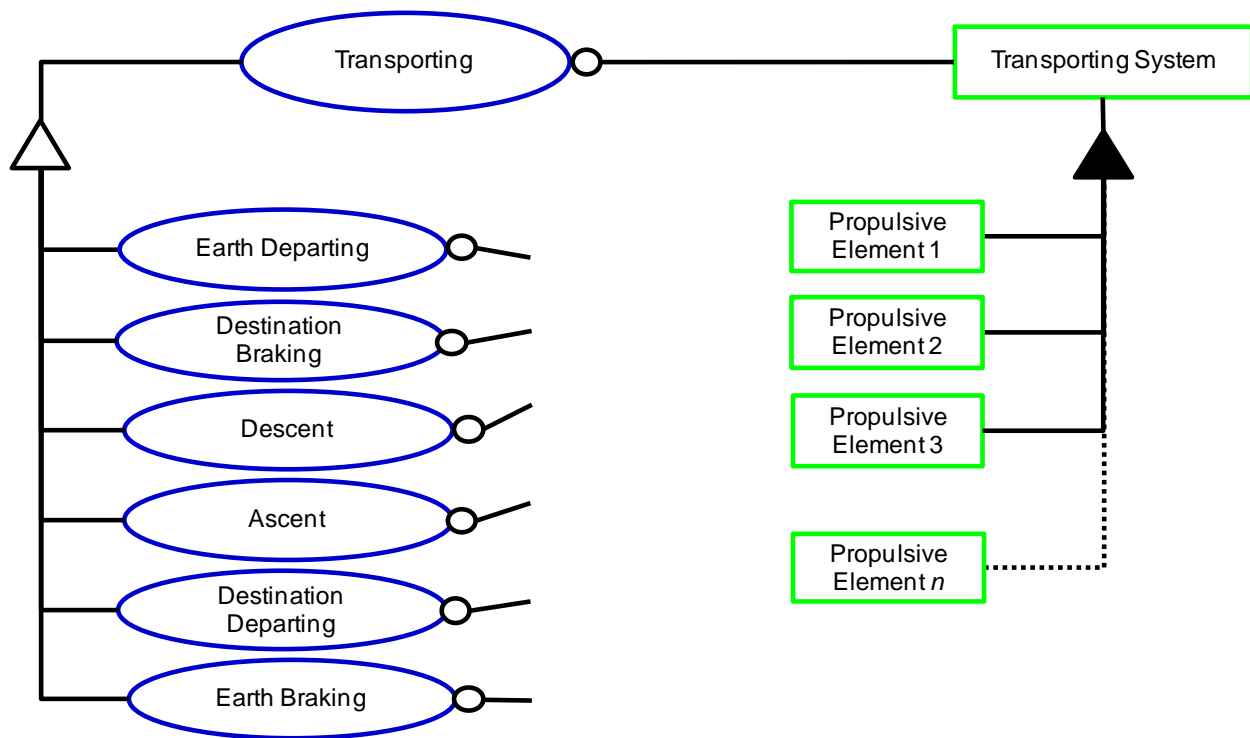 Transporting
Transporting System
Earth Departing
Destination
Braking
Descent
Ascent
Destination
Departing
Earth Braking
Propulsive
Element 1
Propulsive
Element 2
Propulsive
Element 3
Propulsive
Element n